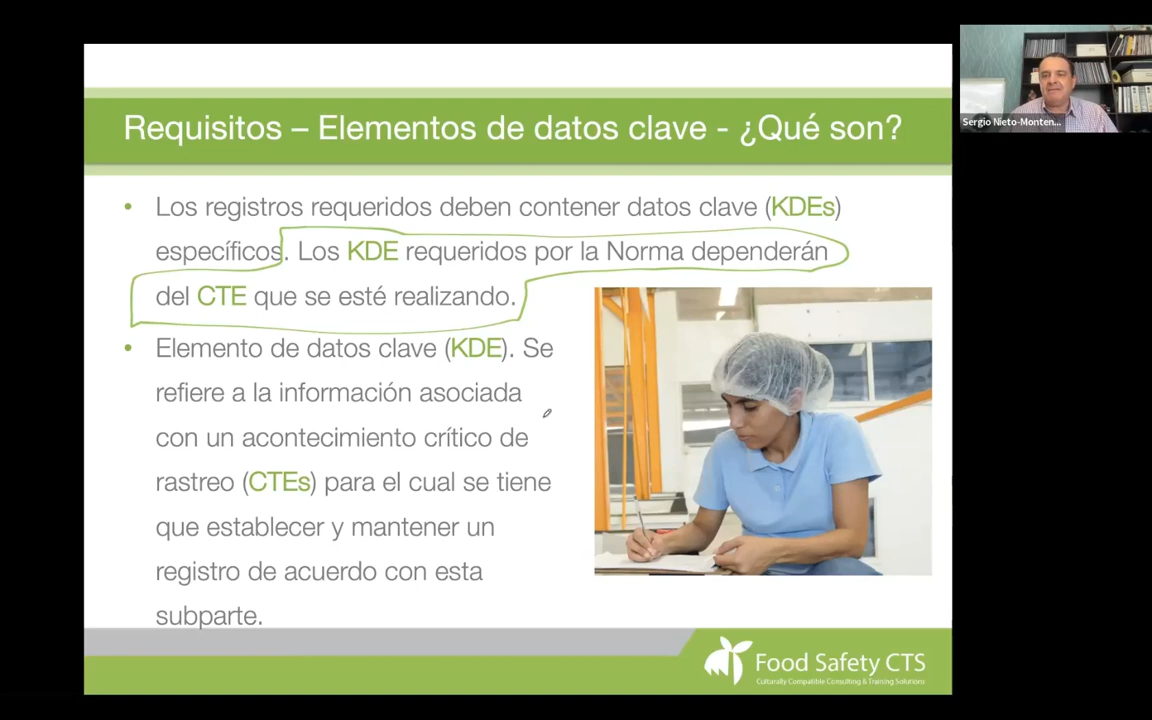 Requisitos – Elementos de datos clave - ¿Qué son?
Sergio Nieto-Monten...
• Los registros requeridos deben contener datos clave (KDEs)
específicos. Los KDE requeridos por la Norma dependerán
del CTE que se esté realizando.
• Elemento de datos clave (KDE). Se
refiere a la información asociada
con un acontecimiento crítico de
rastreo (CTEs) para el cual se tiene
que establecer y mantener un
registro de acuerdo con esta
subparte.
Food Safety CTS
Culturally Compatible Consulting & Training Solutions